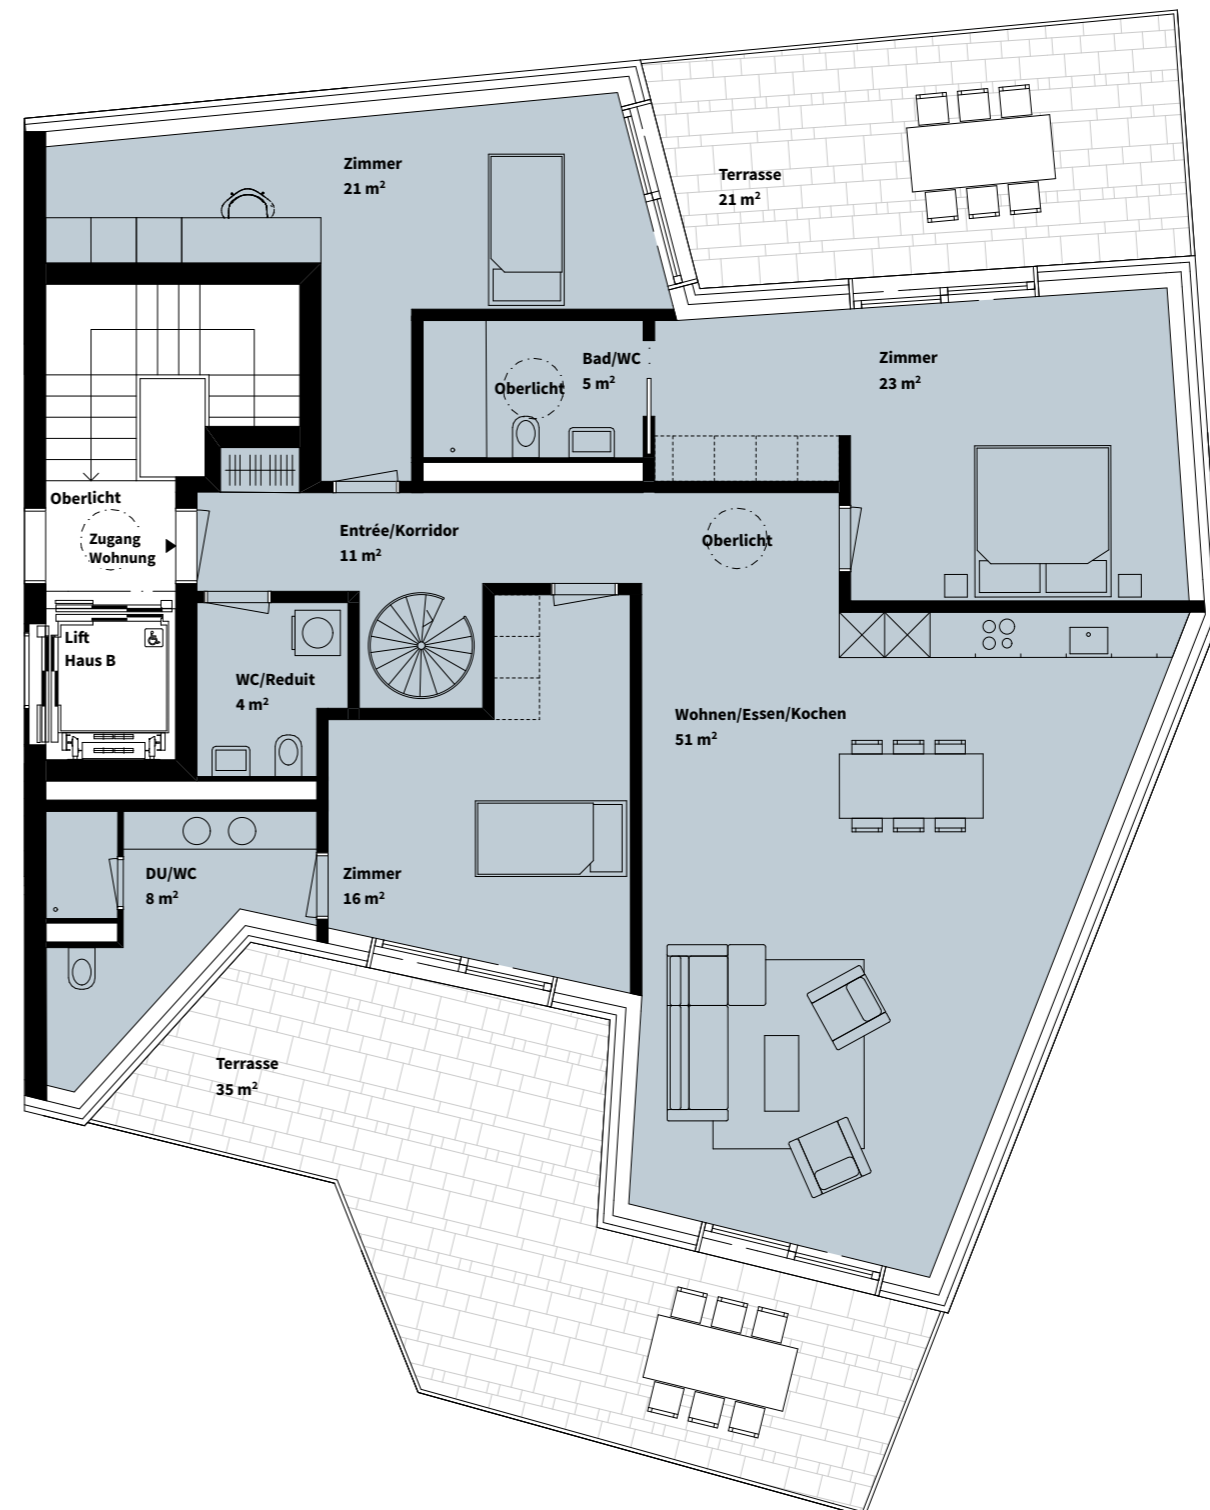 Zimmer
21 m²
Terrasse
21 m²
Bad/WC
5 m²
Oberlicht
Zimmer
23 m²
Oberlicht
Zugang
Wohnung
Entrée/Korridor
11 m²
Oberlicht
Lift
Haus B
WC/Reduit
4 m²
Wohnen/Essen/Kochen
51 m²
DU/WC
8 m²
Zimmer
16 m²
Terrasse
35 m²